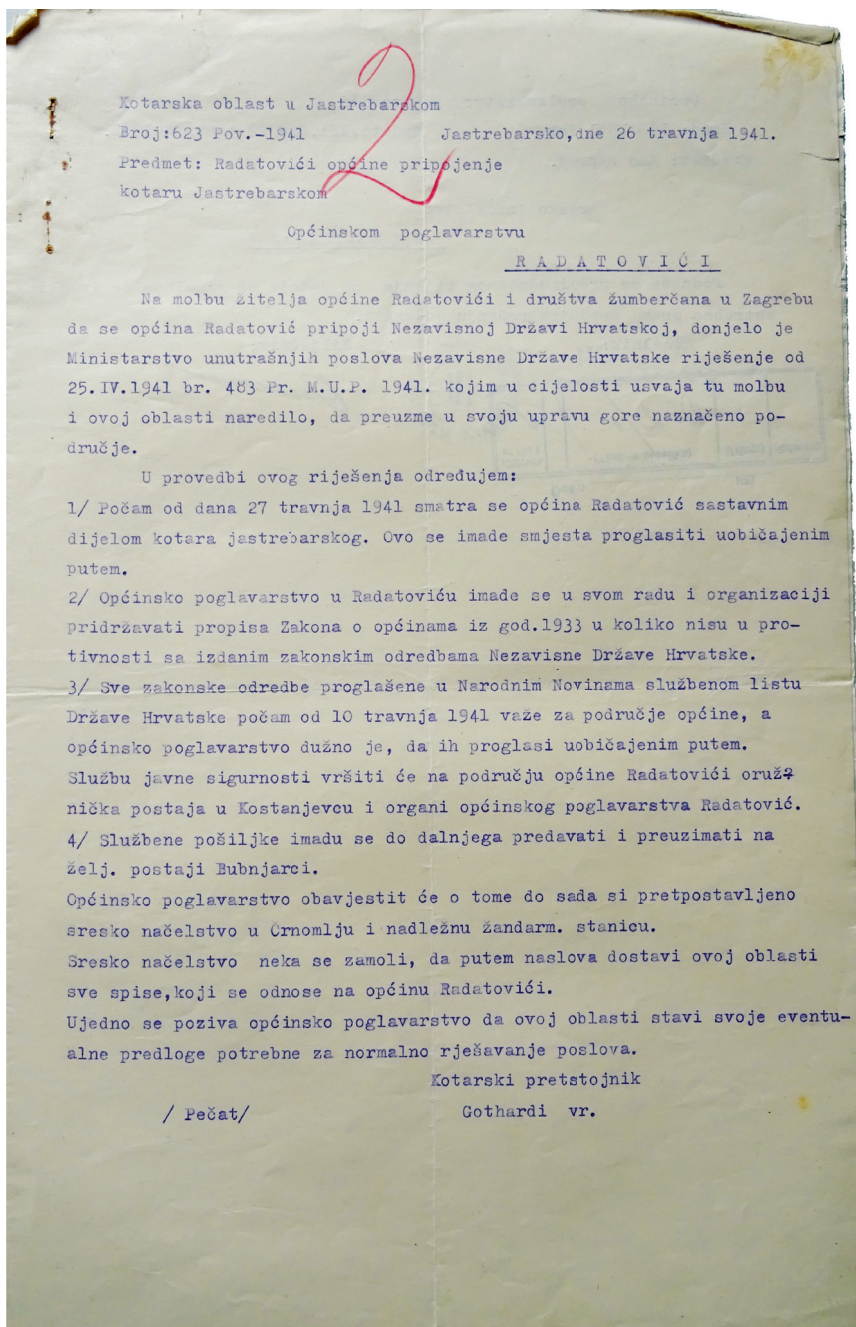 2
Kotarska oblast u Jastrebarskom
Broj:623 Pov.-1941 Jastrebarsko,dne 26 travnja 1941.
Predmet: Radatovići općine pripojenje
kotaru Jastrebarskom
Općinskom poglavarstvu
R A D A T O V I Ć I
Na molbu žitelja općine Radatovići i društva žumberčana u Zagrebu
da se općina Radatović pripoji Nezavisnoj Državi Hrvatskoj, donjelo je
Ministarstvo unutrašnjih poslova Nezavisne Države Hrvatske riješenje od
25.IV.1941 br. 483 Pr. M.U.P. 1941. kojim u cijelosti usvaja tu molbu
i ovoj oblasti naredilo, da preuzme u svoju upravu gore naznačeno po-
dručje.
U provedbi ovog riješenja određujem:
1/ Počam od dana 27 travnja 1941 smatra se općina Radatović sastavnim
dijelom kotara jastrebarskog. Ovo se imade smjesta proglasiti uobičajenim
putem.
2/ Općinsko poglavarstvo u Radatoviću imade se u svom radu i organizaciji
pridržavati propisa Zakona o općinama iz god.1933 u koliko nisu u pro-
tivnosti sa izdanim zakonskim odredbama Nezavisne Države Hrvatske.
3/ Sve zakonske odredbe proglašene u Narodnim Novinama službenom listu
Države Hrvatske počam od 10 travnja 1941 važe za područje općine, a
općinsko poglavarstvo dužno je, da ih proglasi uobičajenim putem.
Službu javne sigurnosti vršiti će na području općine Radatovići oruž-
nička postaja u Kostanjevcu i organi općinskog poglavarstva Radatović.
4/ Službene pošiljke imadu se do dalnjega predavati i preuzimati na
želj. postaji Bubnjarci.
Općinsko poglavarstvo obavjestit će o tome do sada si pretpostavljeno
sresko načelstvo u Črnomlju i nadležnu žandarm. stanicu.
Sresko načelstvo neka se zamoli, da putem naslova dostavi ovoj oblasti
sve spise,koji se odnose na općinu Radatovići.
Ujedno se poziva općinsko poglavarstvo da ovoj oblasti stavi svoje eventu-
alne predloge potrebne za normalno rješavanje poslova.
Kotarski pretstojnik
/ Pečat/ Gothardi vr.